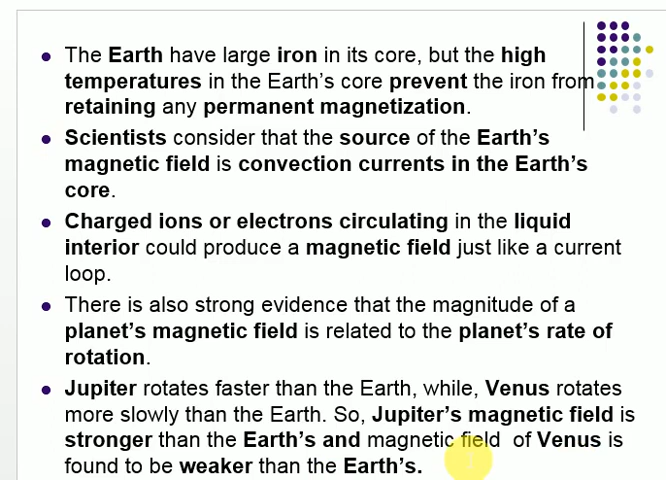 The Earth have large iron in its core, but the high
temperatures in the Earth's core prevent the iron from
retaining any permanent magnetization.
Scientists consider that the source of the Earth's
magnetic field is convection currents in the Earth's
core.
Charged ions or electrons circulating in the liquid
interior could produce a magnetic field just like a current
loop.
There is also strong evidence that the magnitude of a
planet's magnetic field is related to the planet's rate of
rotation.
Jupiter rotates faster than the Earth, while, Venus rotates
more slowly than the Earth. So, Jupiter's magnetic field is
stronger than the Earth's and magnetic field of Venus is
found to be weaker than the Earth's.